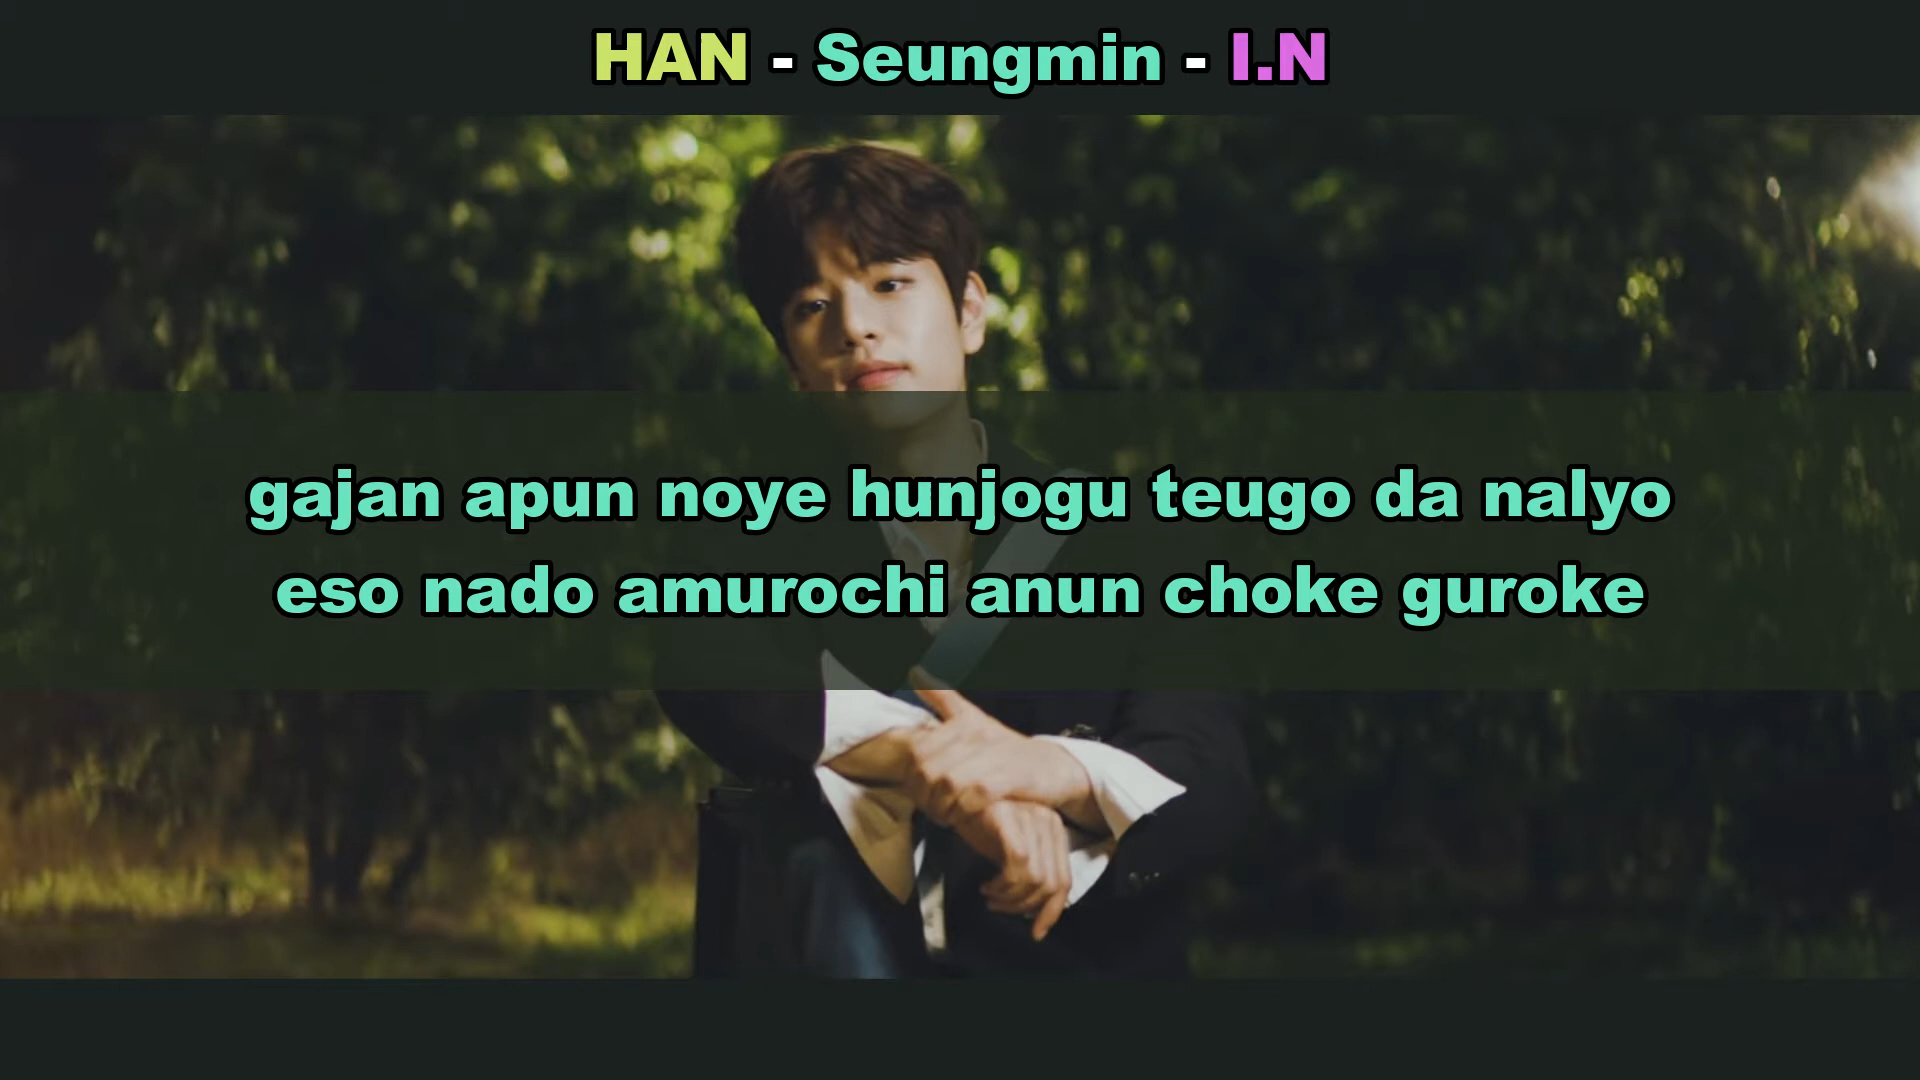 HAN - Seungmin - I.N
gajan apun noye hunjogu teugo da nalyo
eso nado amurochi anun choke guroke